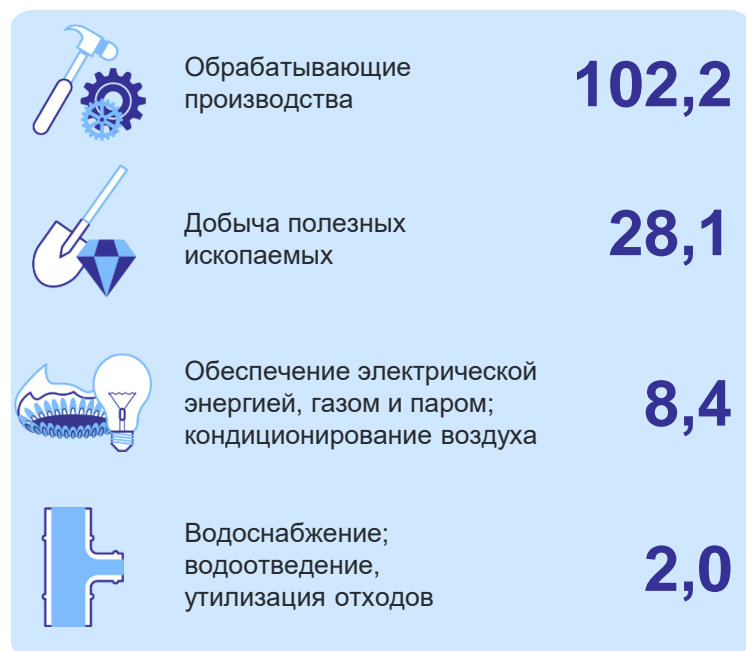 Обрабатывающие
производства
102,2
Добыча полезных
ископаемых
28,1
Обеспечение электрической
энергией, газом и паром;
кондиционирование воздуха
8,4
Водоснабжение;
водоотведение,
утилизация отходов
2,0